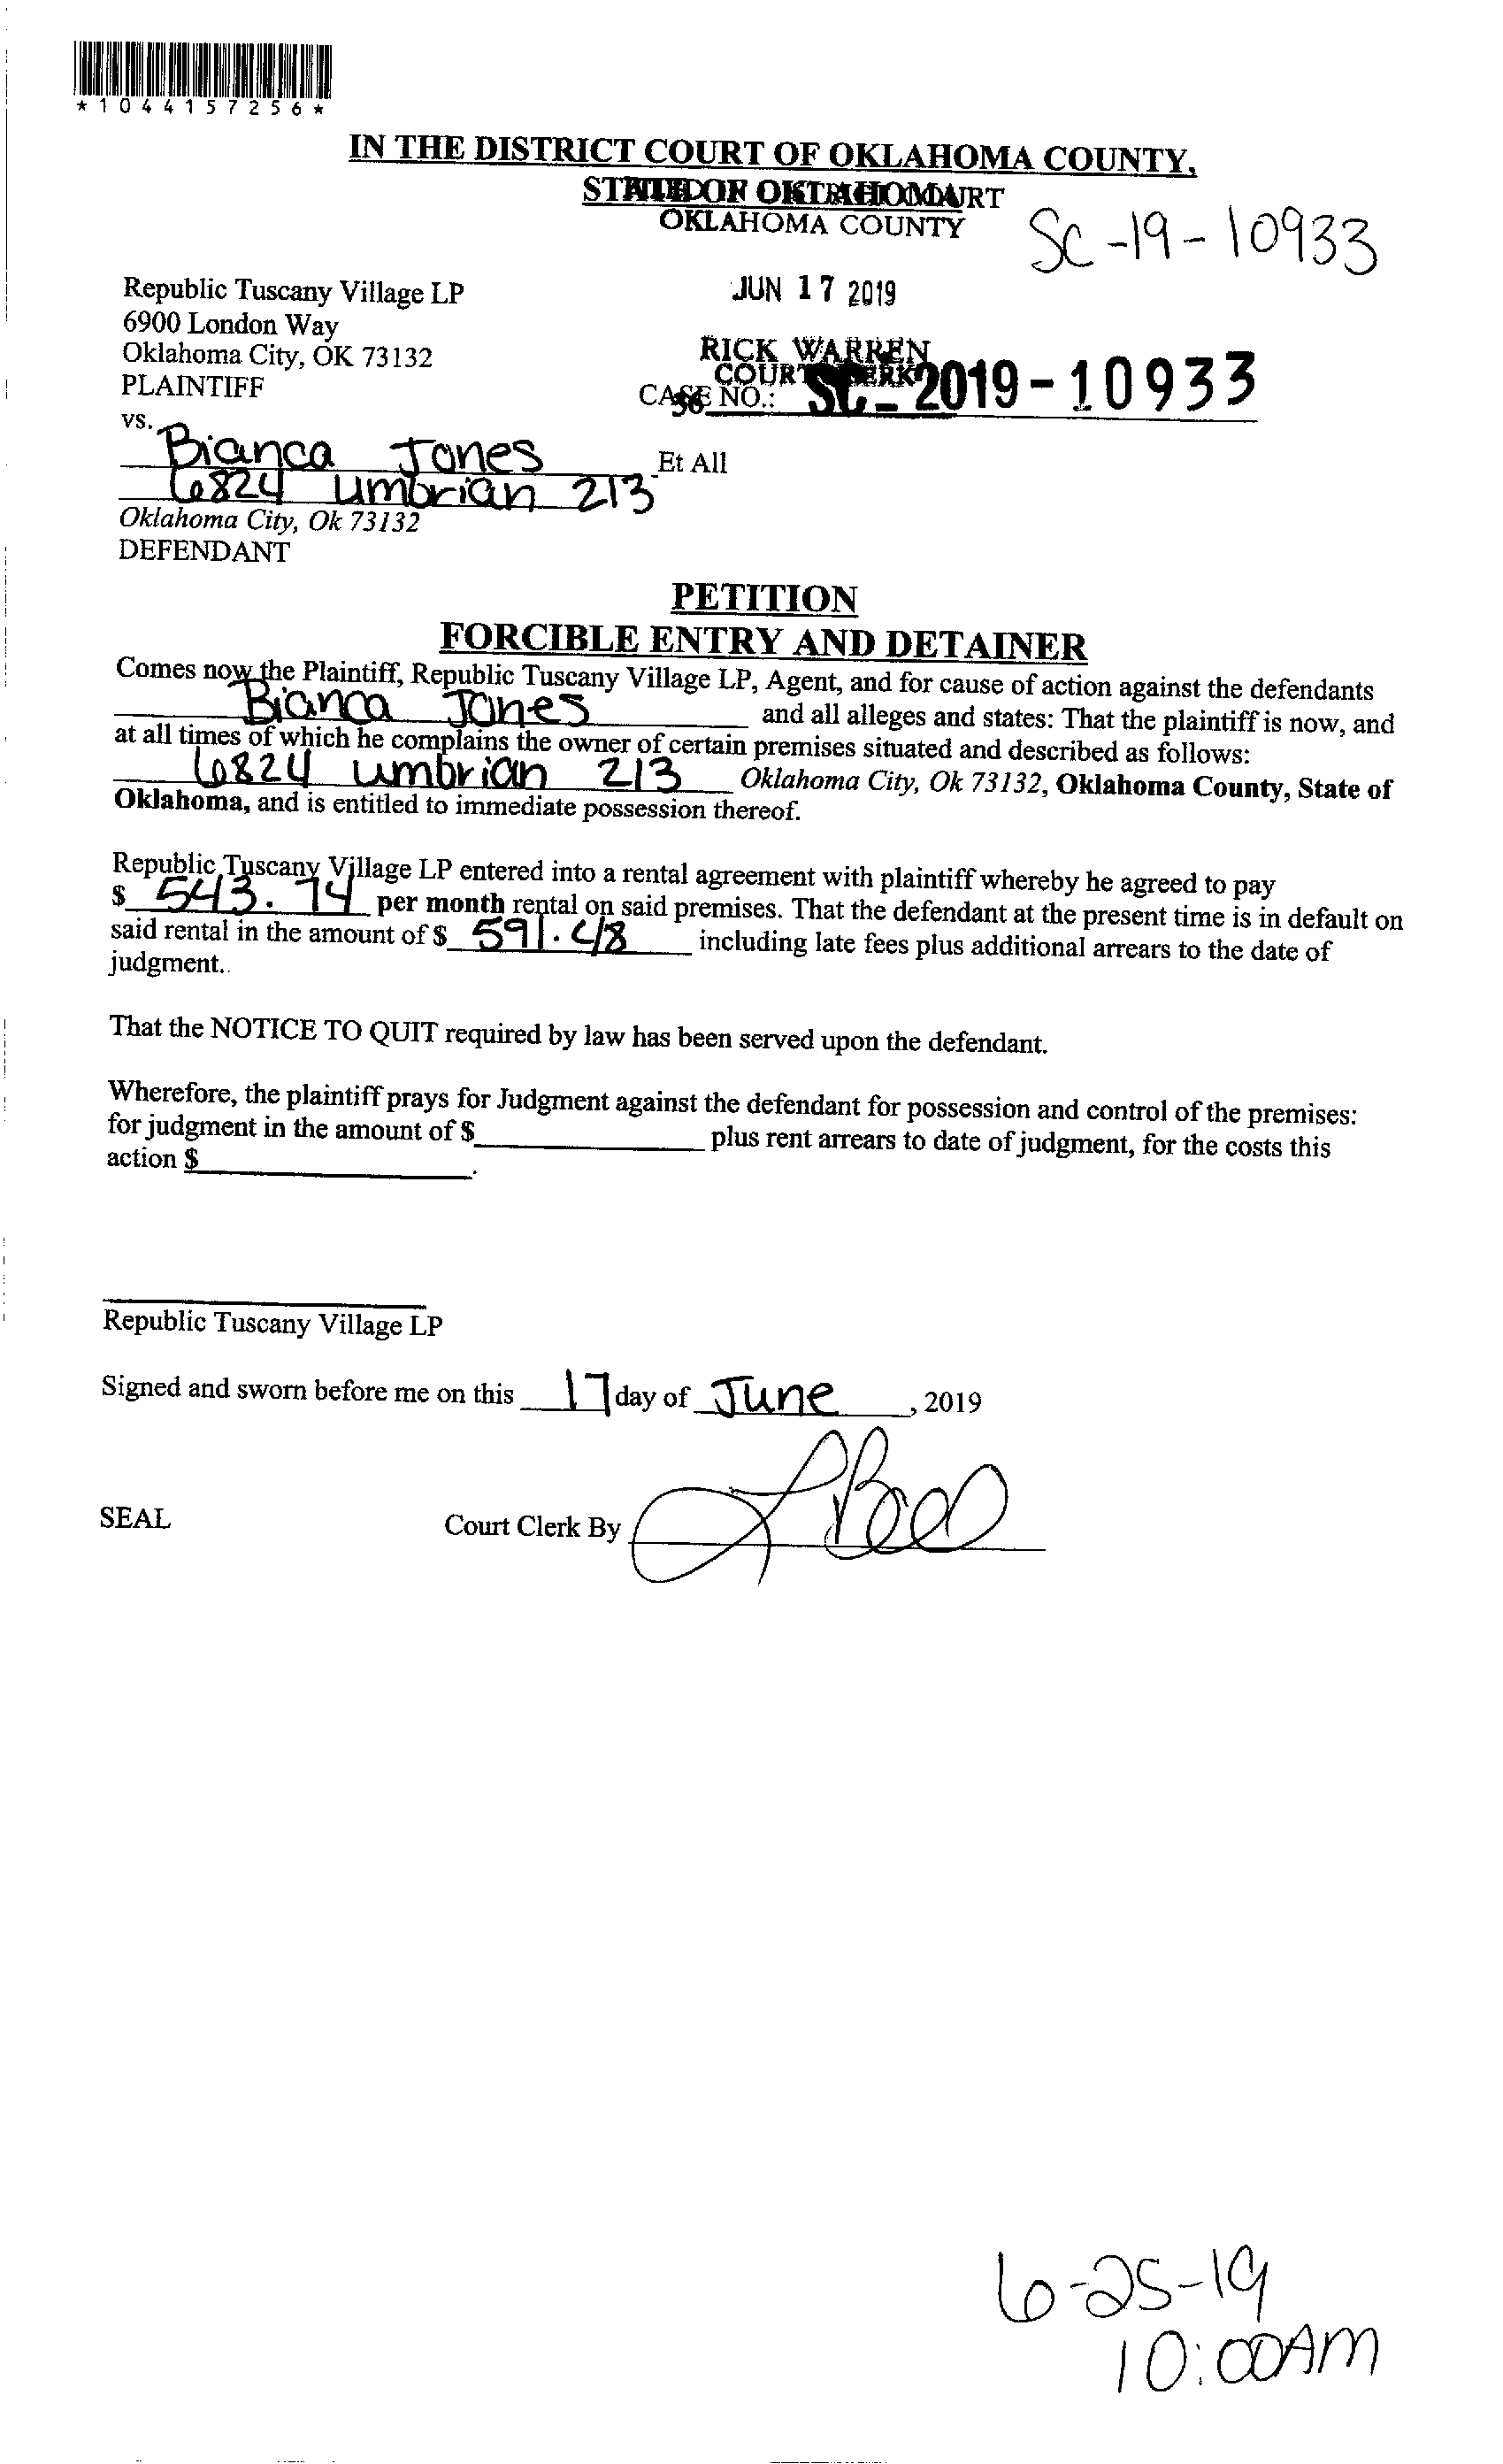 *1044157256*
IN THE DISTRICT COURT OF OKLAHOMA COUNTY,
STATE OF OKLAHOMA
OKLAHOMA COUNTY
SC-19-10933
Republic Tuscany Village LP
JUN 17 2019
6900 London Way
Oklahoma City, OK 73132
RICK WARREN
COURT CLERK
PLAINTIFF
CASE NO.: SC-2019-10933
vs.
Bianca Jones Et All
6824 umbrian 213
Oklahoma City, Ok 73132
DEFENDANT
PETITION
FORCIBLE ENTRY AND DETAINER
Comes now the Plaintiff, Republic Tuscany Village LP, Agent, and for cause of action against the defendants
Bianca Jones and all alleges and states: That the plaintiff is now, and
at all times of which he complains the owner of certain premises situated and described as follows:
6824 umbrian 213 Oklahoma City, Ok 73132, Oklahoma County, State of
Oklahoma, and is entitled to immediate possession thereof.
Republic Tuscany Village LP entered into a rental agreement with plaintiff whereby he agreed to pay
$ 543.74 per month rental on said premises. That the defendant at the present time is in default on
said rental in the amount of $ 591.48 including late fees plus additional arrears to the date of
judgment..
That the NOTICE TO QUIT required by law has been served upon the defendant.
Wherefore, the plaintiff prays for Judgment against the defendant for possession and control of the premises:
for judgment in the amount of $ plus rent arrears to date of judgment, for the costs this
action $ .
Republic Tuscany Village LP
Signed and sworn before me on this 17 day of June, 2019
SEAL Court Clerk By
6-25-19
10:00AM